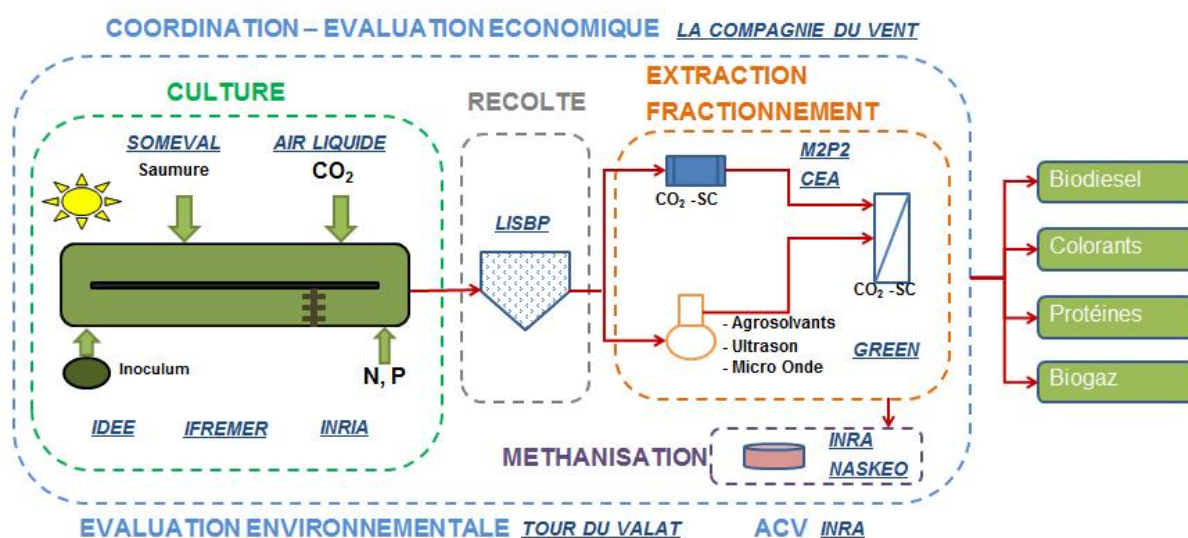 COORDINATION – EVALUATION ECONOMIQUE LA COMPAGNIE DU VENT
CULTURE
SOMEVAL
Saumure
AIR LIQUIDE
CO₂
Inoculum
N, P
IDEE IFREMER INRIA
RECOLTE
LISBP
EXTRACTION
FRACTIONNEMENT
M2P2
CEA
CO₂ -SC
CO₂ -SC
- Agrosolvants
- Ultrason
- Micro Onde
GREEN
METHANISATION
INRA
NASKEO
Biodiesel
Colorants
Protéines
Biogaz
EVALUATION ENVIRONNEMENTALE TOUR DU VALAT ACV INRA